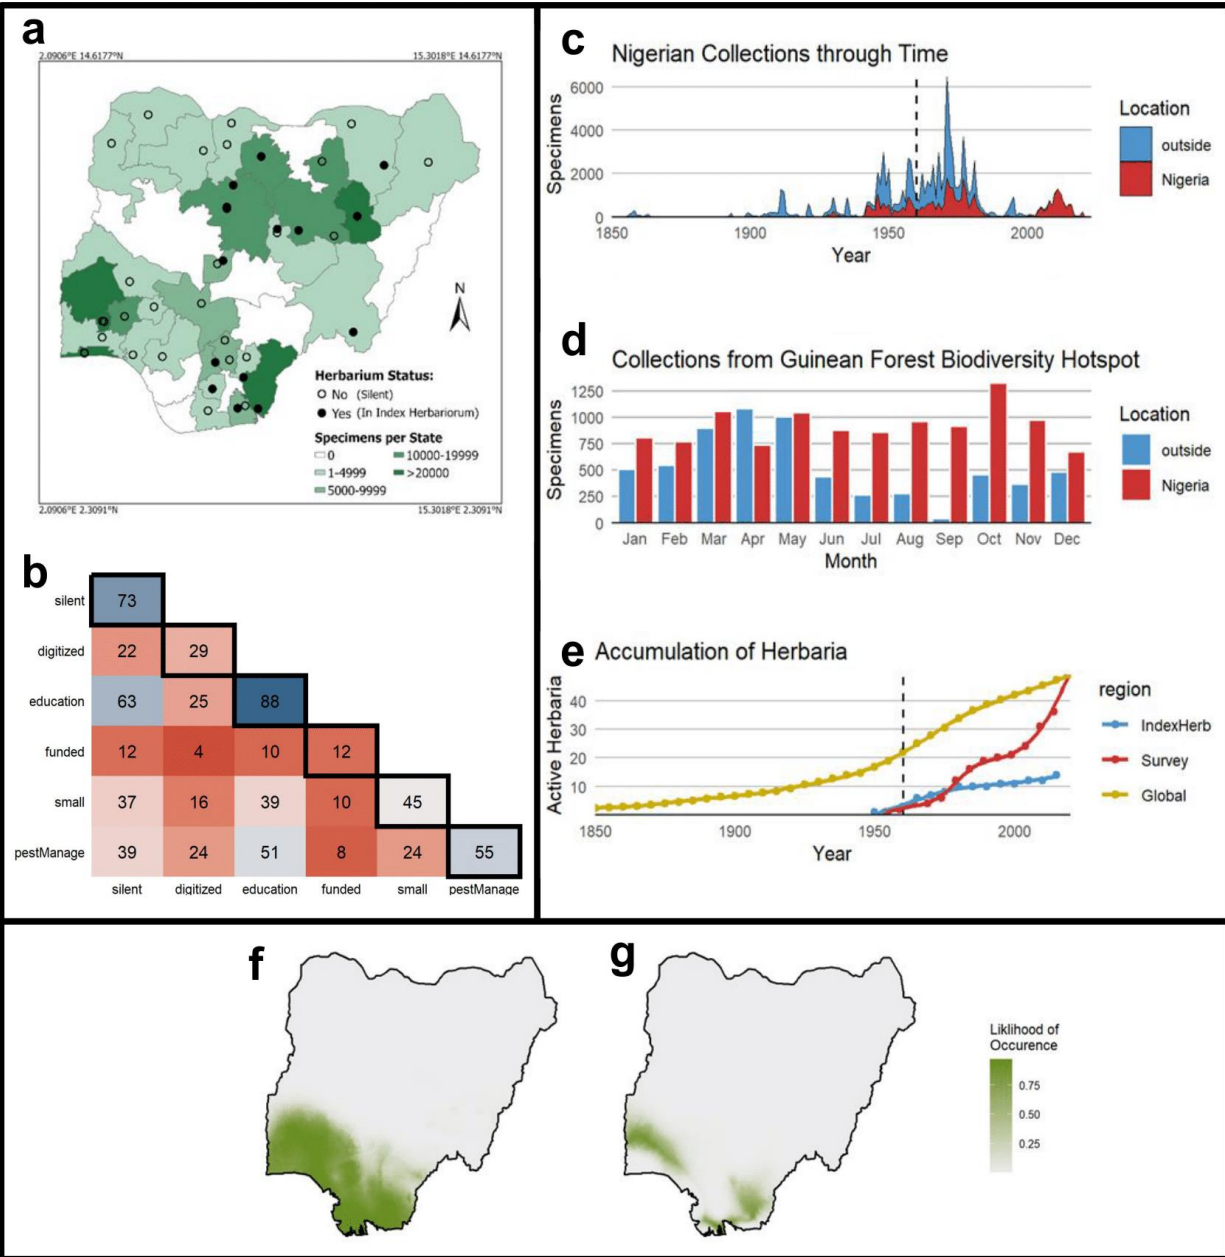 a
2.0906°E 14.6177°N 15.3018°E 14.6177°N
N
Herbarium Status:
No (Silent)
Yes (In Index Herbariorum)
Specimens per State
0 10000-19999
1-4999 >20000
5000-9999
2.0906°E 2.3091°N 15.3018°E 2.3091°N
b
silent 73
digitized 22 29
education 63 25 88
funded 12 4 10 12
small 37 16 39 10 45
pestManage 39 24 51 8 24 55
silent digitized education funded small pestManage
c
Nigerian Collections through Time
Specimens
6000
4000
2000
0
1850 1900 1950 2000
Year
Location
outside
Nigeria
d
Collections from Guinean Forest Biodiversity Hotspot
Specimens
1250
1000
750
500
250
0
Jan Feb Mar Apr May Jun Jul Aug Sep Oct Nov Dec
Month
Location
outside
Nigeria
e
Accumulation of Herbaria
Active Herbaria
40
30
20
10
1850 1900 1950 2000
Year
region
IndexHerb
Survey
Global
f
g
Liklihood of
Occurence
0.75
0.50
0.25